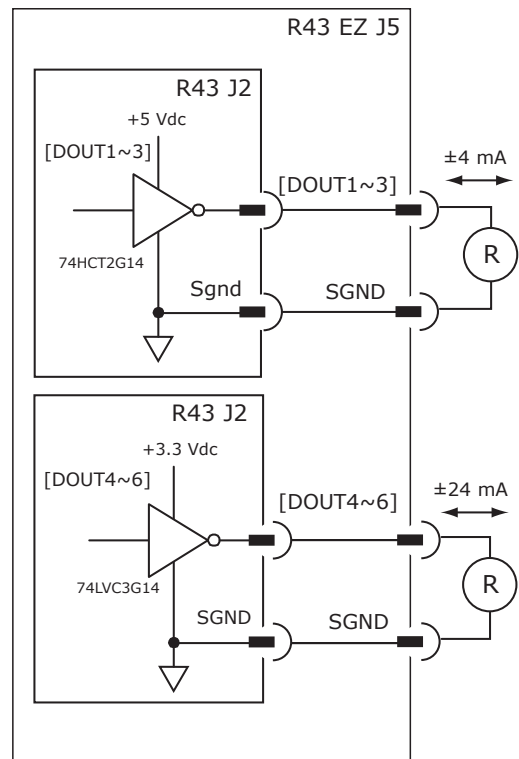 R43 EZ J5
R43 J2
+5 Vdc
[DOUT1~3]
[DOUT1~3]
±4 mA
R
74HCT2G14
Sgnd
SGND
R43 J2
+3.3 Vdc
[DOUT4~6]
[DOUT4~6]
±24 mA
R
74LVC3G14
SGND
SGND